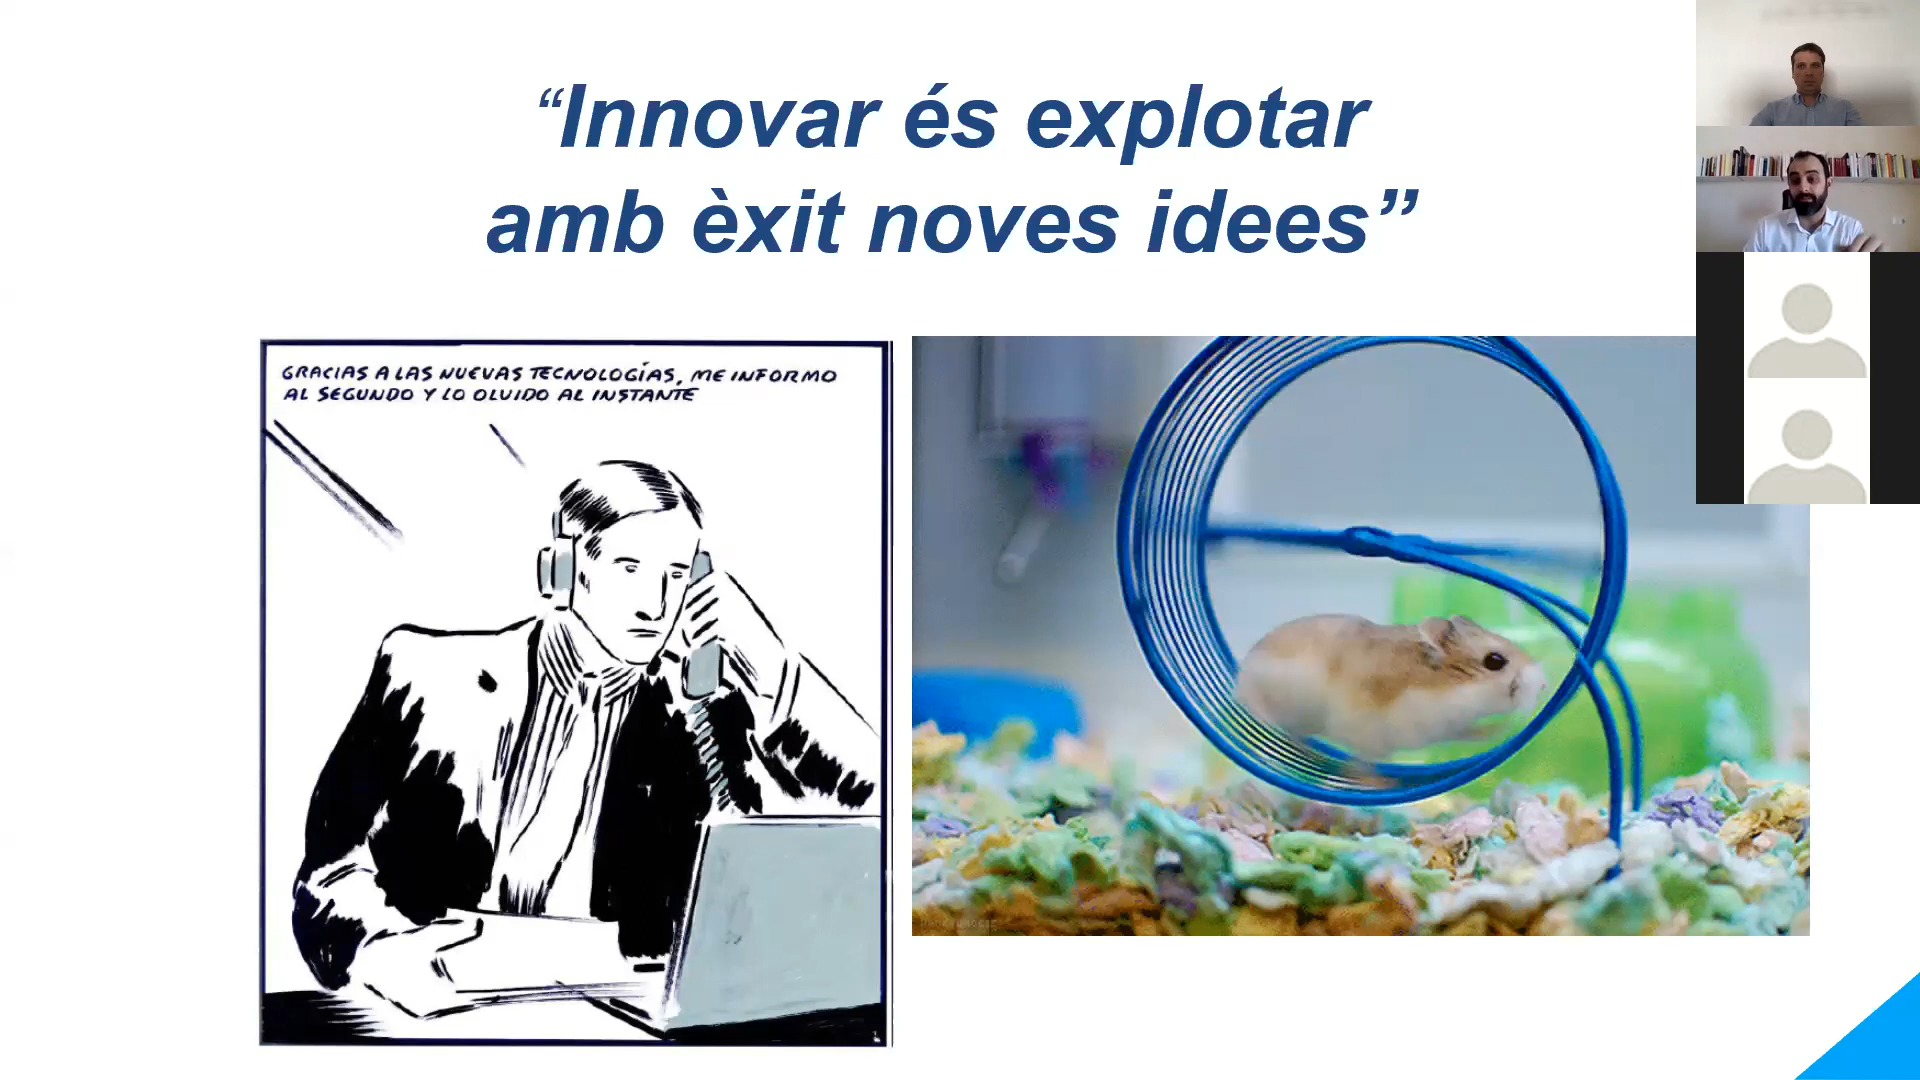 “Innovar és explotar
amb èxit noves idees”
GRACIAS A LAS NUEVAS TECNOLOGÍAS, ME INFORMO
AL SEGUNDO Y LO OLVIDO AL INSTANTE